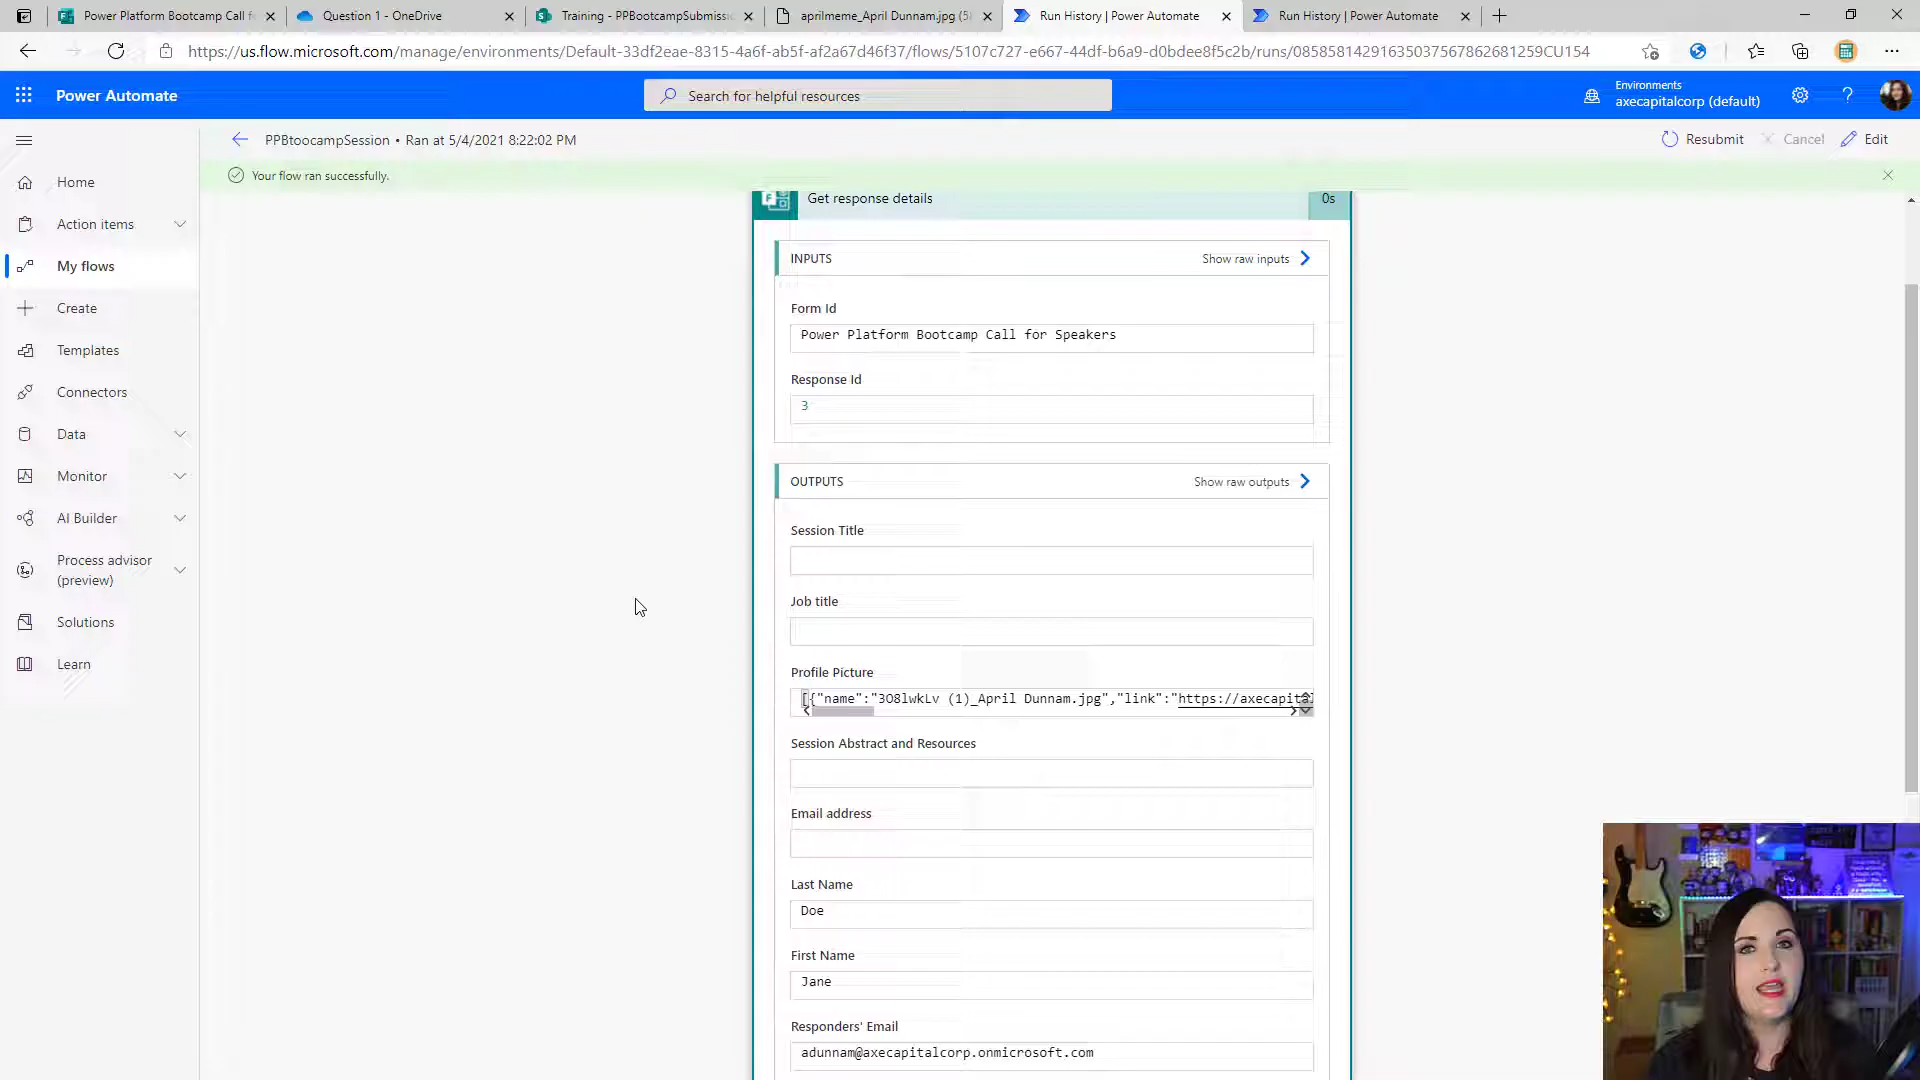 Power Platform Bootcamp Call f
Question 1 - OneDrive
Training - PPBootcampSubmissi
aprilmeme_April Dunnam.jpg (5
Run History | Power Automate
Run History | Power Automate
https://us.flow.microsoft.com/manage/environments/Default-33df2eae-8315-4a6f-ab5f-af2a67d46f37/flows/5107c727-e667-44df-b6a9-d0bdee8f5c2b/runs/08585814291635037567862681259CU154
Power Automate
Search for helpful resources
Environments
axecapitalcorp (default)
PPBtoocampSession • Ran at 5/4/2021 8:22:02 PM
Resubmit
Cancel
Edit
Your flow ran successfully.
Home
Action items
My flows
Create
Templates
Connectors
Data
Monitor
AI Builder
Process advisor
(preview)
Solutions
Learn
Get response details
0s
INPUTS
Show raw inputs
Form Id
Power Platform Bootcamp Call for Speakers
Response Id
3
OUTPUTS
Show raw outputs
Session Title
Job title
Profile Picture
[{"name":"3O8lwkLv (1)_April Dunnam.jpg","link":"https://axecapital
Session Abstract and Resources
Email address
Last Name
Doe
First Name
Jane
Responders' Email
adunnam@axecapitalcorp.onmicrosoft.com